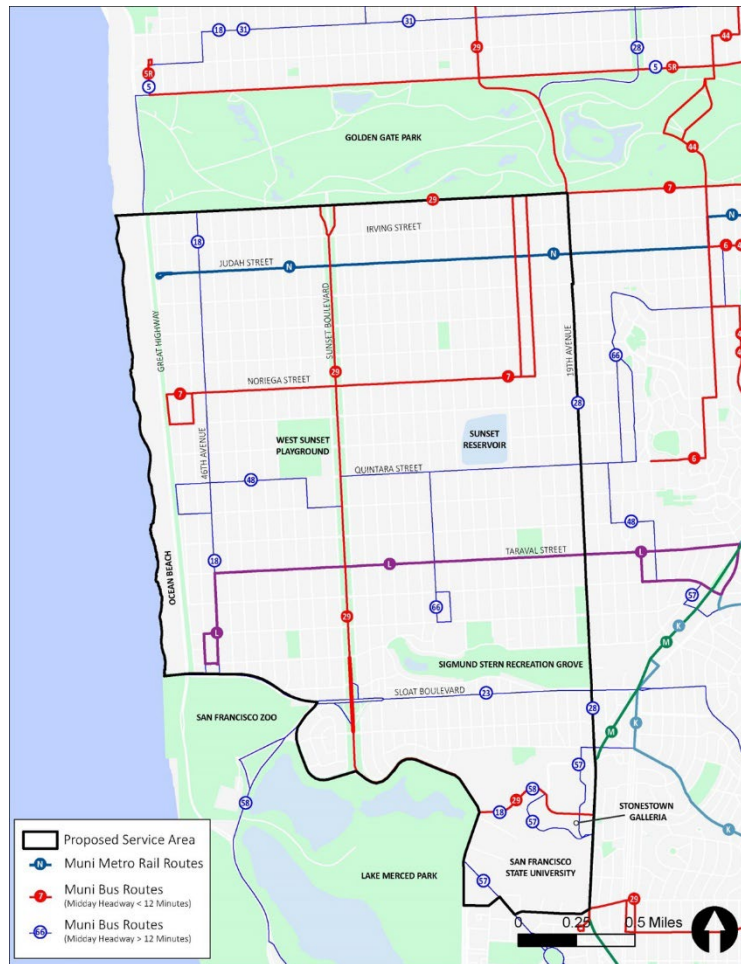 18
31
31
29
28
44
5R
5
5
5R
GOLDEN GATE PARK
44
7
29
IRVING STREET
18
N
JUDAH STREET
N
N
6
GREAT HIGHWAY
SUNSET BOULEVARD
19TH AVENUE
66
29
7
NORIEGA STREET
7
28
46TH AVENUE
WEST SUNSET
PLAYGROUND
SUNSET
RESERVOIR
6
QUINTARA STREET
48
48
OCEAN BEACH
18
TARAVAL STREET
L
L
57
66
29
K
L
M
SIGMUND STERN RECREATION GROVE
SLOAT BOULEVARD
23
28
SAN FRANCISCO ZOO
K
M
57
58
58
29
18
57
STONESTOWN
GALLERIA
K
SAN FRANCISCO
STATE UNIVERSITY
LAKE MERCED PARK
57
29
0
0.25
0.5 Miles
Proposed Service Area
N
Muni Metro Rail Routes
7
Muni Bus Routes
(Midday Headway < 12 Minutes)
66
Muni Bus Routes
(Midday Headway > 12 Minutes)